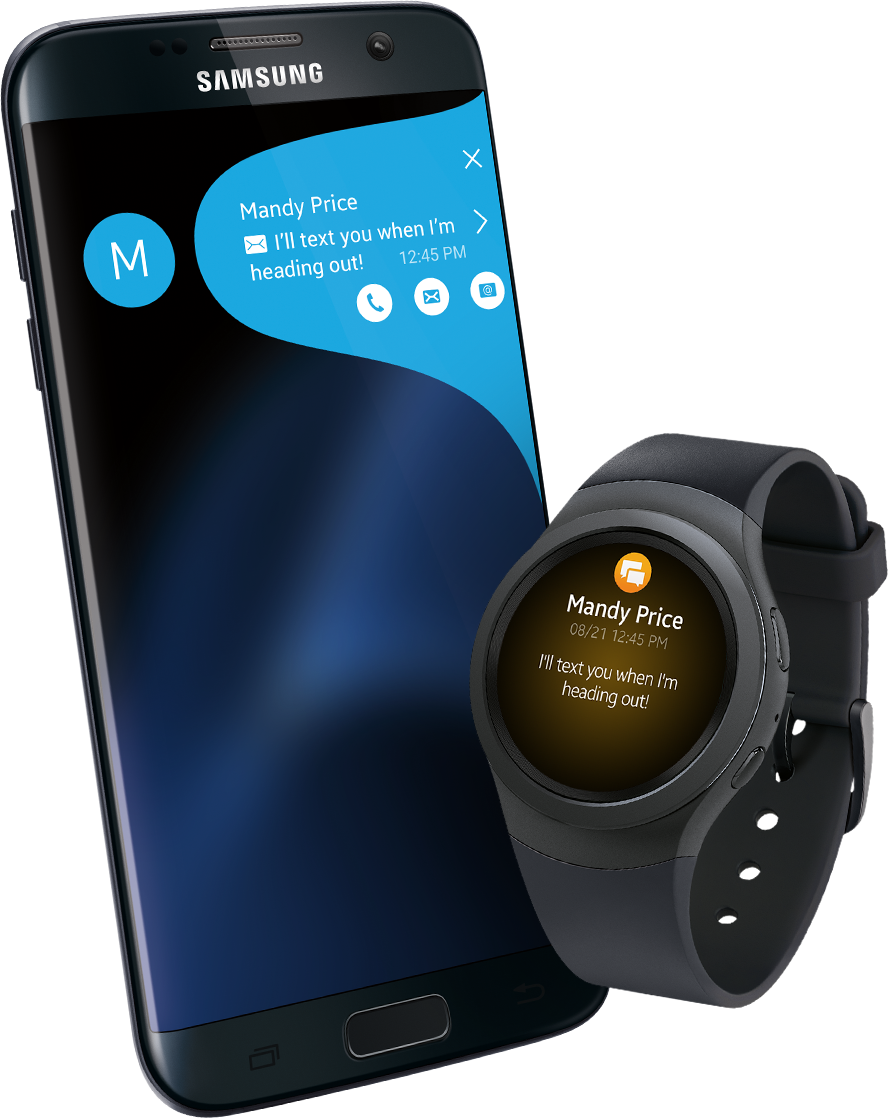 SAMSUNG
M
Mandy Price
I'll text you when I'm
heading out!
12:45 PM
@
Mandy Price
08/21 12:45 PM
I'll text you when I'm
heading out!